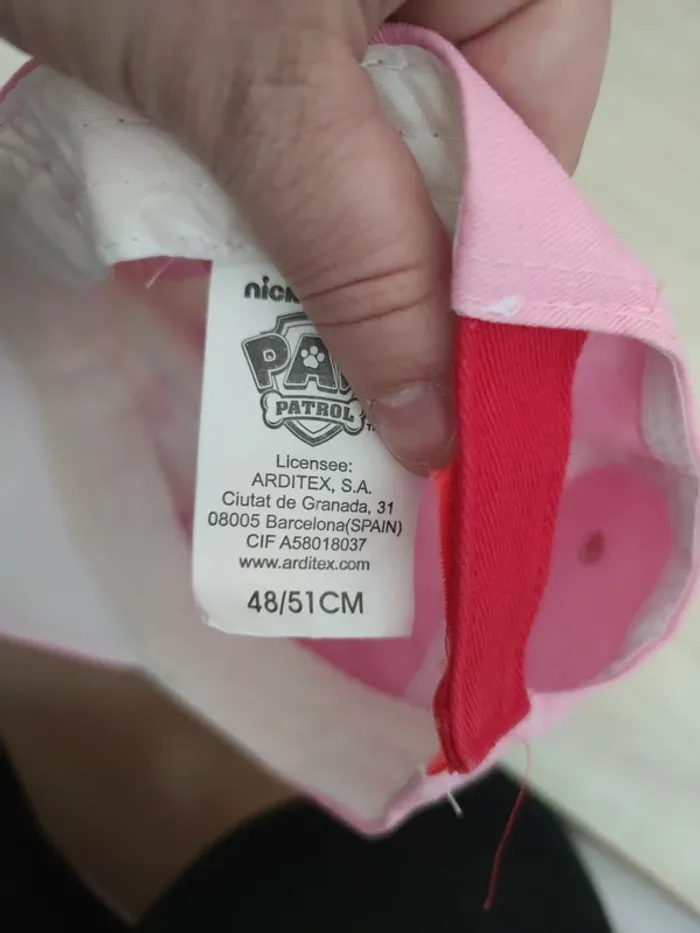 PATROL
Licensee:
ARDITEX, S.A.
Ciutat de Granada, 31
08005 Barcelona(SPAIN)
CIF A58018037
www.arditex.com
48/51CM